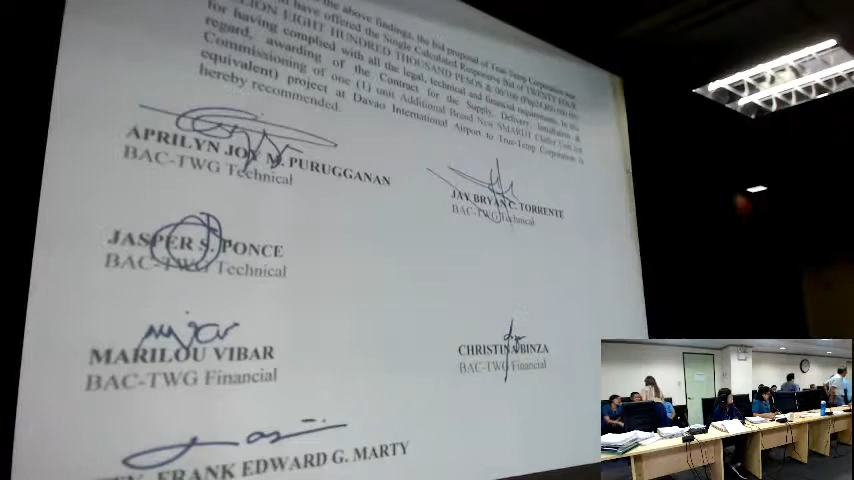 have offered the above findings, the bid proposal of True-Temp Corporation
have offered the Single Calculated Responsive Bid of TWENTY FOUR
MILLION EIGHT HUNDRED THOUSAND PESOS & 00/100
for having complied with all the legal, technical and financial requirements. In this
regard, awarding of the Contract for the Supply, Delivery, Installation &
Commissioning of one (1) unit Additional Brand New SMARDT Chiller Unit (or
equivalent) project at Davao International Airport to True-Temp Corporation is
hereby recommended.
APRILYN JOY M. PURUGGANAN
BAC-TWG Technical
JAY BRYAN C. TORRENTE
BAC-TWG Technical
JASPER S. PONCE
BAC-TWG Technical
MARILOU VIBAR
BAC-TWG Financial
CHRISTINA BINZA
BAC-TWG Financial
FRANK EDWARD G. MARTY